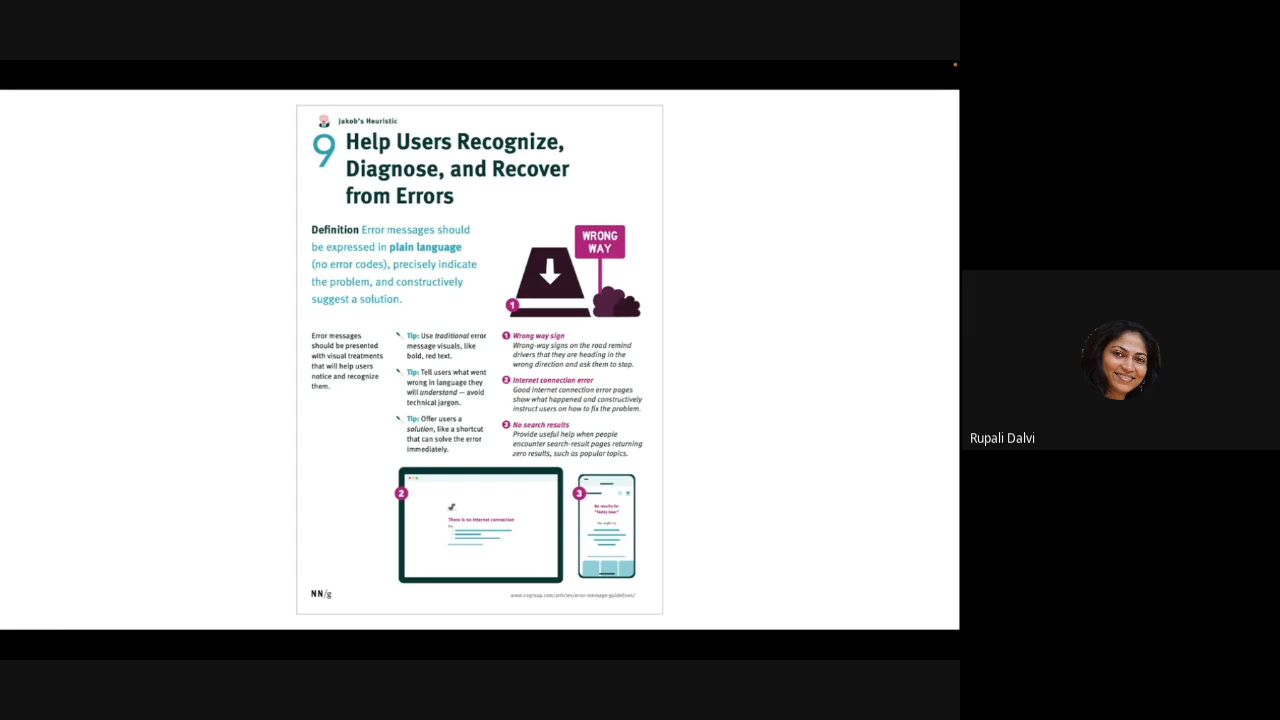 Jakob's Heuristic
9
Help Users Recognize,
Diagnose, and Recover
from Errors
Definition Error messages should
be expressed in plain language
(no error codes), precisely indicate
the problem, and constructively
suggest a solution.
WRONG
WAY
1
Error messages
should be presented
with visual treatments
that will help users
notice and recognize
them.
Tip: Use traditional error
message visuals, like
bold, red text.
Tip: Tell users what went
wrong in language they
will understand — avoid
technical jargon.
Tip: Offer users a
solution, like a shortcut
that can solve the error
immediately.
1 Wrong way sign
Wrong-way signs on the road remind
drivers that they are heading in the
wrong direction and ask them to stop.
2 Internet connection error
Good internet connection error pages
show what happened and constructively
instruct users on how to fix the problem.
3 No search results
Provide useful help when people
encounter search-result pages returning
zero results, such as popular topics.
2
There is no Internet connection
3
No results for
"Teddy bear"
NN/g
www.nngroup.com/articles/error-message-guidelines/
Rupali Dalvi